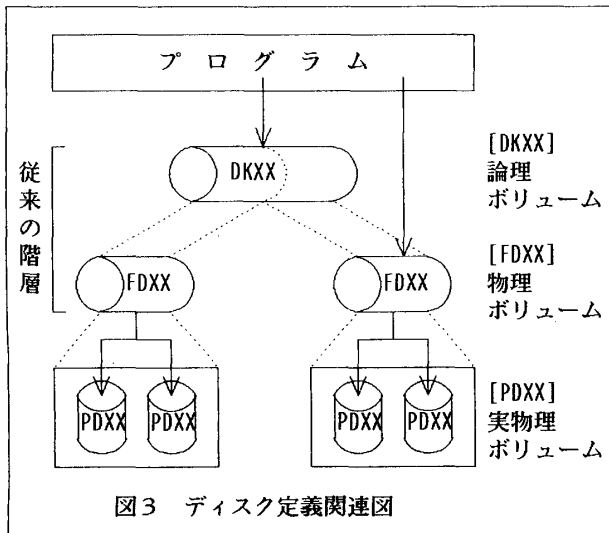 プログラム
従来の階層
DKXX
[DKXX]
論理
ボリューム
FDXX
FDXX
[FDXX]
物理
ボリューム
PDXX
PDXX
PDXX
PDXX
[PDXX]
実物理
ボリューム
図3 ディスク定義関連図